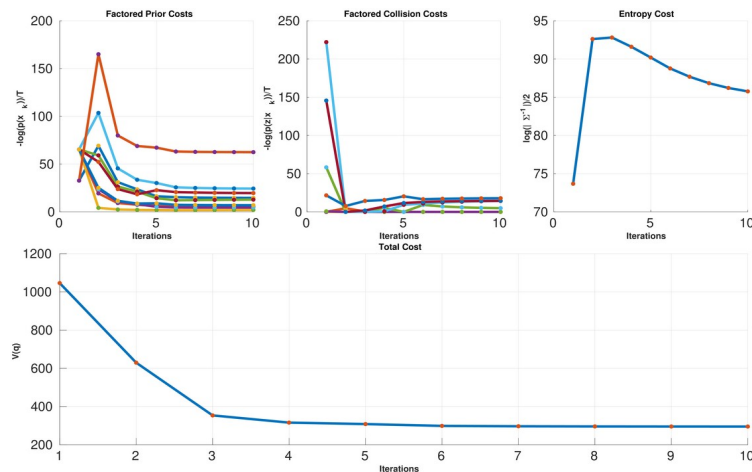 Factored Prior Costs
200
150
100
50
0
0 5 10
-log(p(x k))/T
Iterations
Factored Collision Costs
250
200
150
100
50
0
0 5 10
-log(p(z|x k))/T
Iterations
Entropy Cost
95
90
85
80
75
70
0 5 10
log(| Σ-1 |)/2
Iterations
Total Cost
1200
1000
800
600
400
200
1 2 3 4 5 6 7 8 9 10
V(q)
Iterations